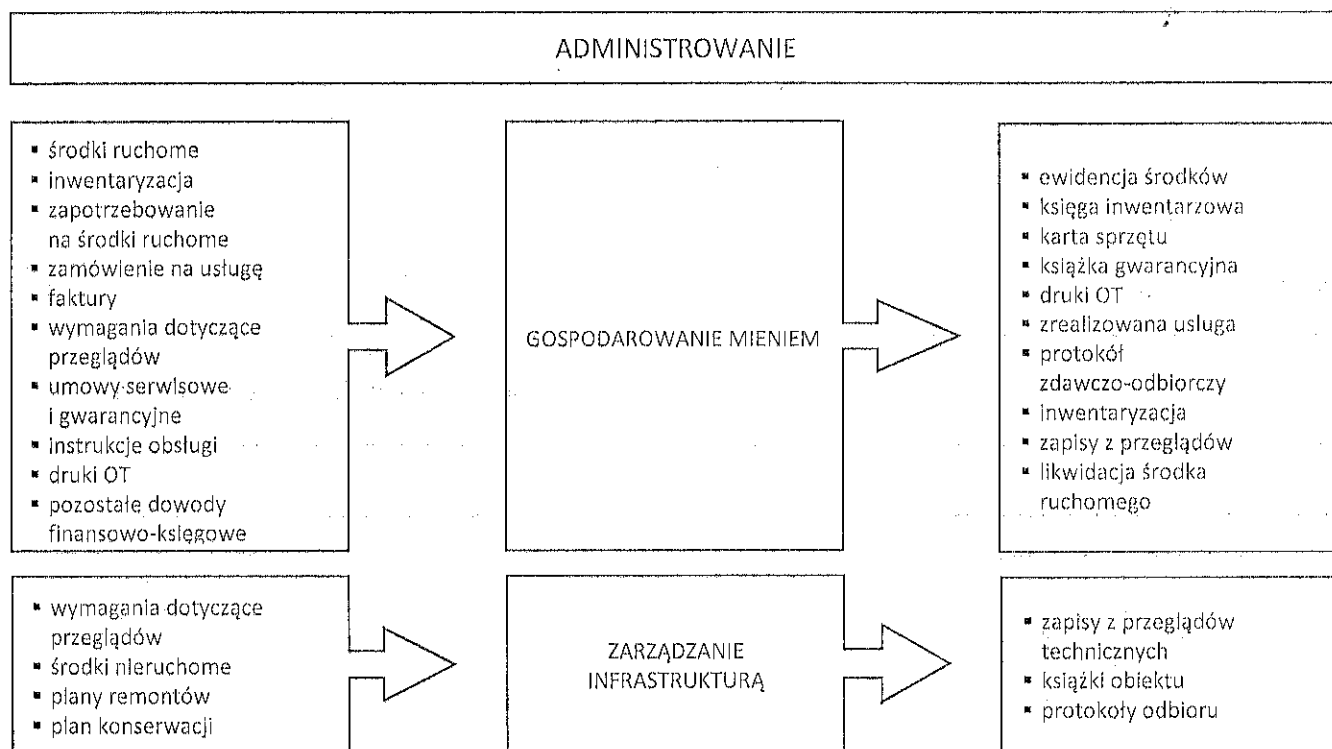 ADMINISTROWANIE
▪ środki ruchome
▪ inwentaryzacja
▪ zapotrzebowanie
na środki ruchome
▪ zamówienie na usługę
▪ faktury
▪ wymagania dotyczące
przeglądów
▪ umowy serwisowe
i gwarancyjne
▪ instrukcje obsługi
▪ druki OT
▪ pozostałe dowody
finansowo-księgowe
GOSPODAROWANIE MIENIEM
▪ ewidencja środków
▪ księga inwentarzowa
▪ karta sprzętu
▪ książka gwarancyjna
▪ druki OT
▪ zrealizowana usługa
▪ protokół
zdawczo-odbiorczy
▪ inwentaryzacja
▪ zapisy z przeglądów
▪ likwidacja środka
ruchomego
▪ wymagania dotyczące
przeglądów
▪ środki nieruchome
▪ plany remontów
▪ plan konserwacji
ZARZĄDZANIE
INFRASTRUKTURĄ
▪ zapisy z przeglądów
technicznych
▪ książki obiektu
▪ protokoły odbioru